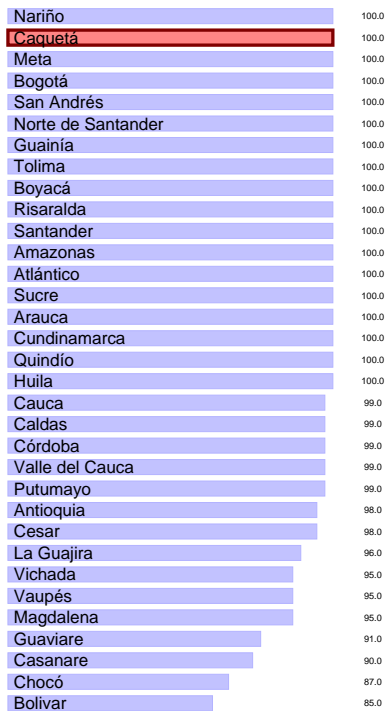 Nariño 100.0
Caquetá 100.0
Meta 100.0
Bogotá 100.0
San Andrés 100.0
Norte de Santander 100.0
Guainía 100.0
Tolima 100.0
Boyacá 100.0
Risaralda 100.0
Santander 100.0
Amazonas 100.0
Atlántico 100.0
Sucre 100.0
Arauca 100.0
Cundinamarca 100.0
Quindío 100.0
Huila 100.0
Cauca 99.0
Caldas 99.0
Córdoba 99.0
Valle del Cauca 99.0
Putumayo 99.0
Antioquia 98.0
Cesar 98.0
La Guajira 96.0
Vichada 95.0
Vaupés 95.0
Magdalena 95.0
Guaviare 91.0
Casanare 90.0
Chocó 87.0
Bolivar 85.0